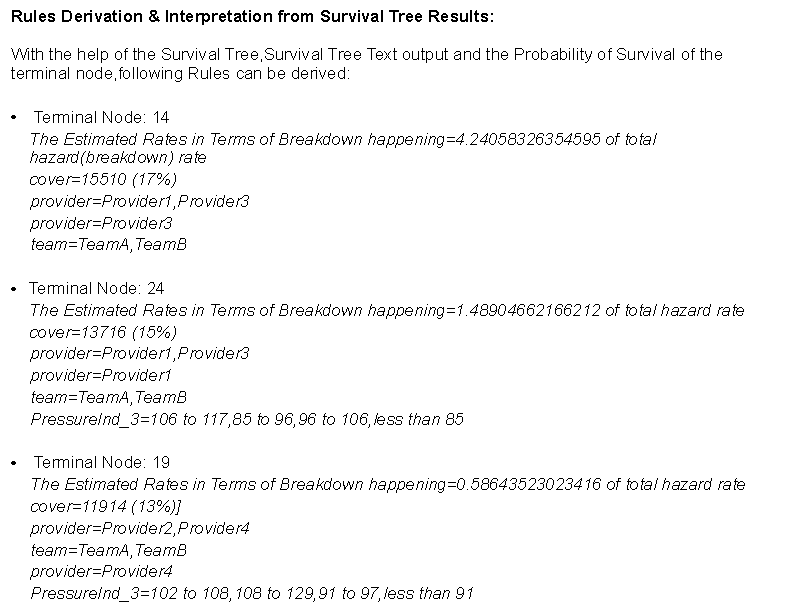 Rules Derivation & Interpretation from Survival Tree Results:
With the help of the Survival Tree,Survival Tree Text output and the Probability of Survival of the
terminal node,following Rules can be derived:
• Terminal Node: 14
The Estimated Rates in Terms of Breakdown happening=4.24058326354595 of total
hazard(breakdown) rate
cover=15510 (17%)
provider=Provider1,Provider3
provider=Provider3
team=TeamA,TeamB
• Terminal Node: 24
The Estimated Rates in Terms of Breakdown happening=1.48904662166212 of total hazard rate
cover=13716 (15%)
provider=Provider1,Provider3
provider=Provider1
team=TeamA,TeamB
PressureInd_3=106 to 117,85 to 96,96 to 106,less than 85
• Terminal Node: 19
The Estimated Rates in Terms of Breakdown happening=0.58643523023416 of total hazard rate
cover=11914 (13%)]
provider=Provider2,Provider4
team=TeamA,TeamB
provider=Provider4
PressureInd_3=102 to 108,108 to 129,91 to 97,less than 91